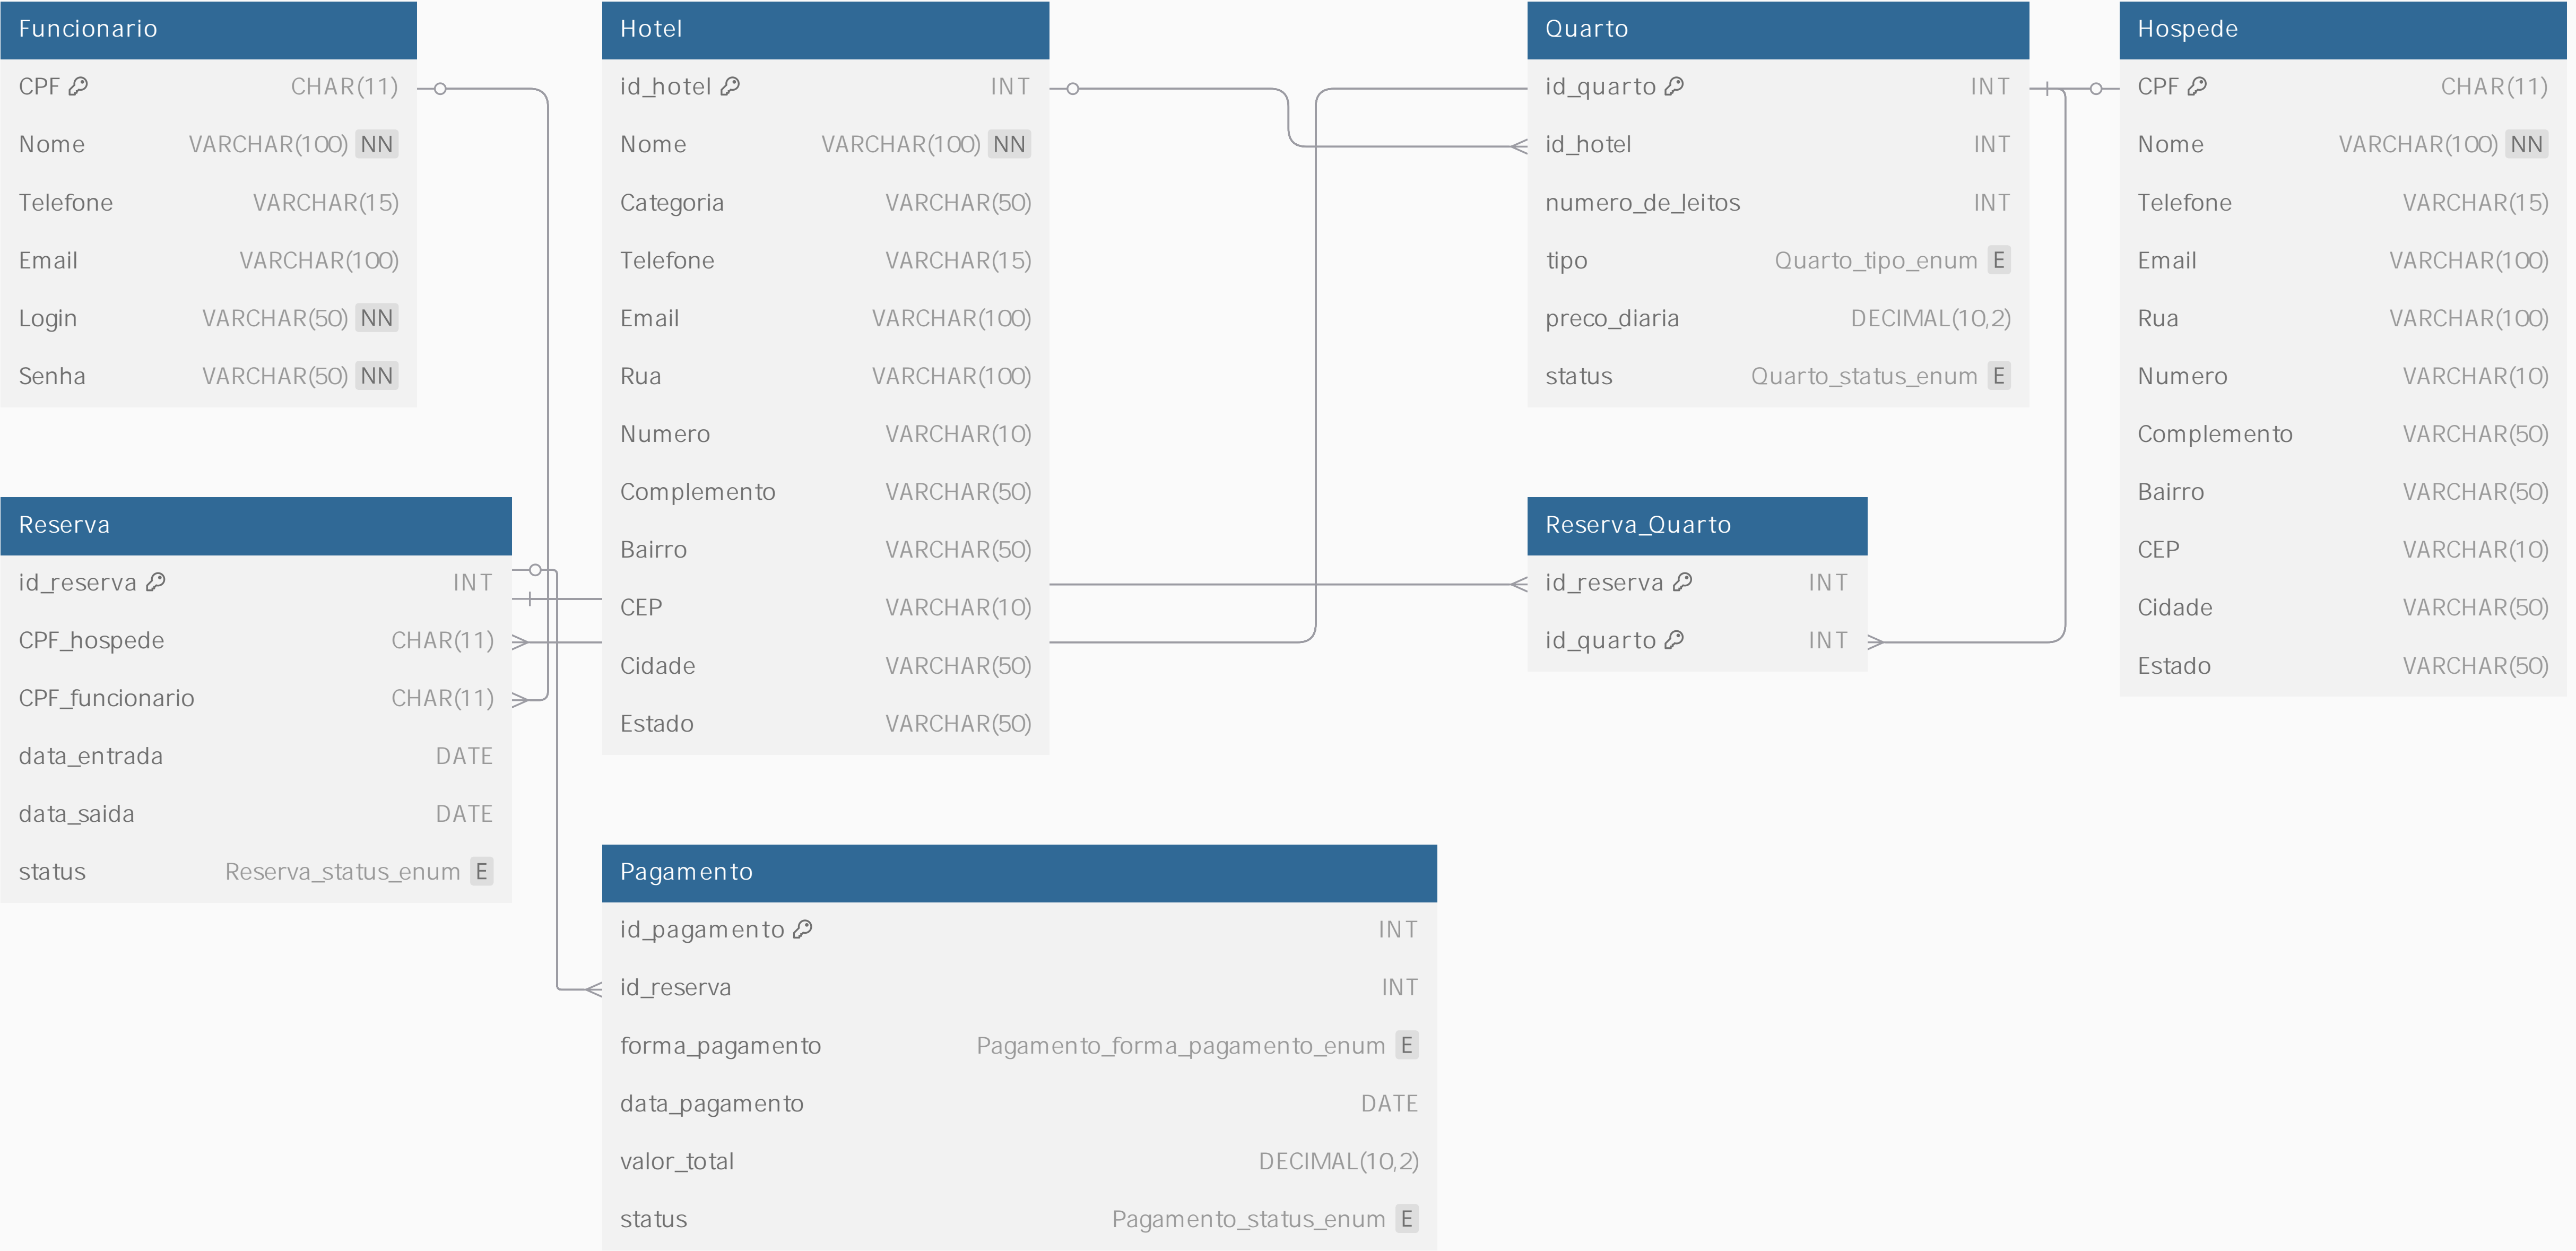 Funcionario
CPF CHAR(11)
Nome VARCHAR(100) NN
Telefone VARCHAR(15)
Email VARCHAR(100)
Login VARCHAR(50) NN
Senha VARCHAR(50) NN
Hotel
id_hotel INT
Nome VARCHAR(100) NN
Categoria VARCHAR(50)
Telefone VARCHAR(15)
Email VARCHAR(100)
Rua VARCHAR(100)
Numero VARCHAR(10)
Complemento VARCHAR(50)
Bairro VARCHAR(50)
CEP VARCHAR(10)
Cidade VARCHAR(50)
Estado VARCHAR(50)
Quarto
id_quarto INT
id_hotel INT
numero_de_leitos INT
tipo Quarto_tipo_enum E
preco_diaria DECIMAL(10,2)
status Quarto_status_enum E
Hospede
CPF CHAR(11)
Nome VARCHAR(100) NN
Telefone VARCHAR(15)
Email VARCHAR(100)
Rua VARCHAR(100)
Numero VARCHAR(10)
Complemento VARCHAR(50)
Bairro VARCHAR(50)
CEP VARCHAR(10)
Cidade VARCHAR(50)
Estado VARCHAR(50)
Reserva
id_reserva INT
CPF_hospede CHAR(11)
CPF_funcionario CHAR(11)
data_entrada DATE
data_saida DATE
status Reserva_status_enum E
Reserva_Quarto
id_reserva INT
id_quarto INT
Pagamento
id_pagamento INT
id_reserva INT
forma_pagamento Pagamento_forma_pagamento_enum E
data_pagamento DATE
valor_total DECIMAL(10,2)
status Pagamento_status_enum E